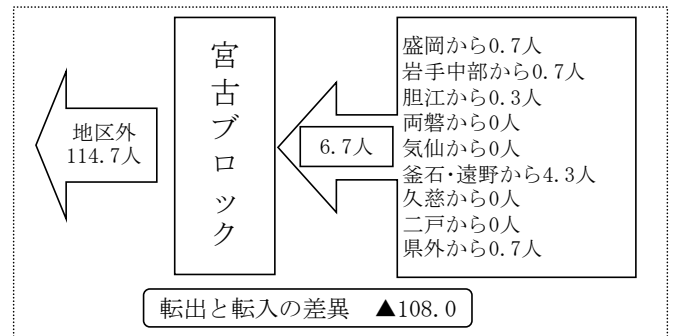 地区外
114.7人
宮古ブロック
6.7人
盛岡から0.7人
岩手中部から0.7人
胆江から0.3人
両磐から0人
気仙から0人
釜石・遠野から4.3人
久慈から0人
二戸から0人
県外から0.7人
転出と転入の差異　▲108.0